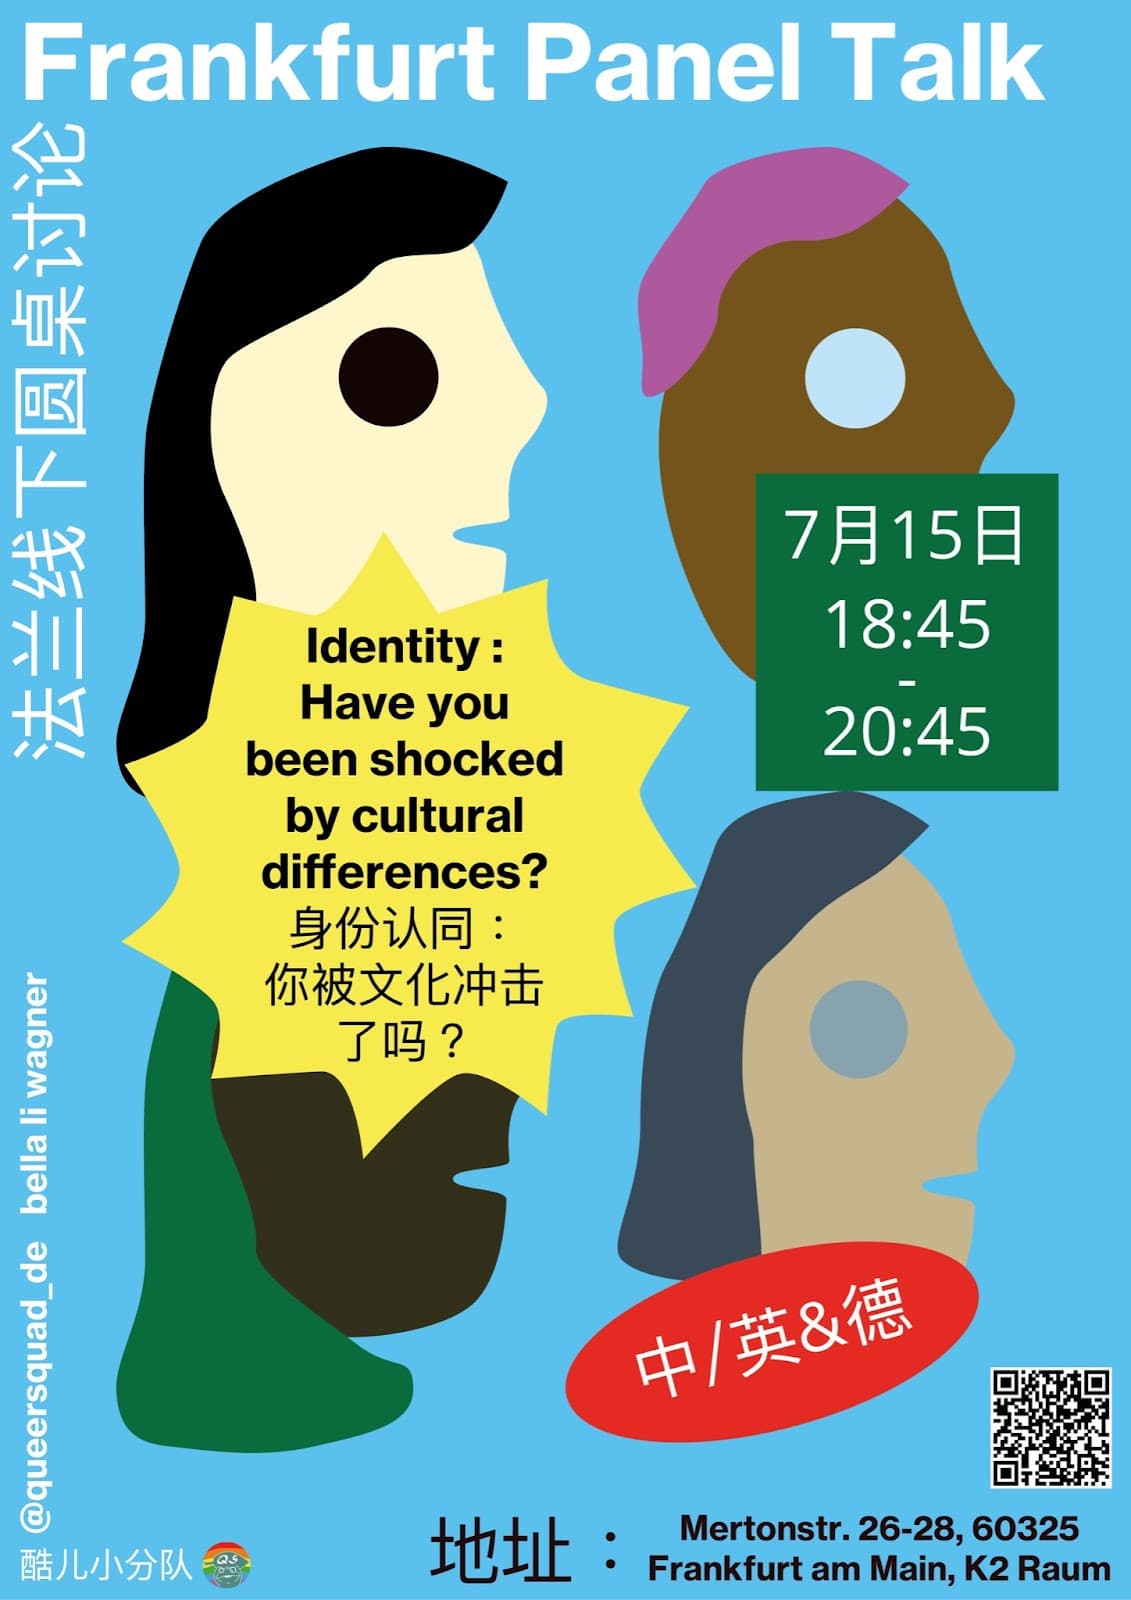 Frankfurt Panel Talk
法兰线下圆桌讨论
7月15日
18:45
-
20:45
Identity :
Have you
been shocked
by cultural
differences?
身份认同：
你被文化冲击
了吗？
中/英&德
@queersquad_de bella li wagner
酷儿小分队
QS
地址：
Mertonstr. 26-28, 60325
Frankfurt am Main, K2 Raum